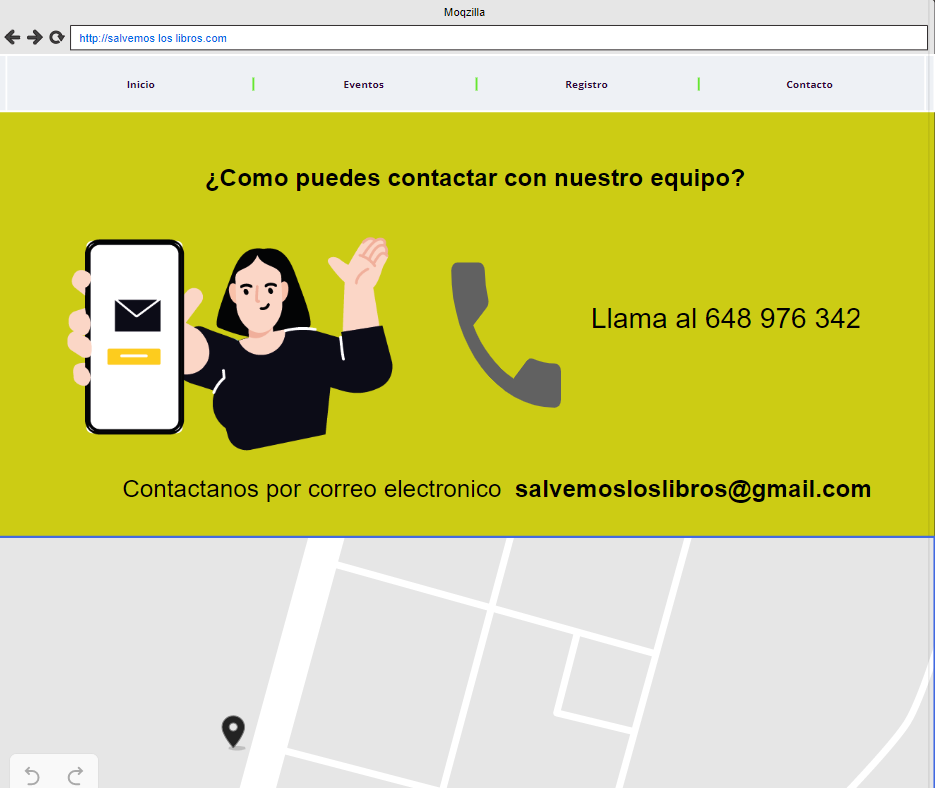 Moqzilla
http://salvemos los libros.com
Inicio
Eventos
Registro
Contacto
¿Como puedes contactar con nuestro equipo?
Llama al 648 976 342
Contactanos por correo electronico salvemosloslibros@gmail.com